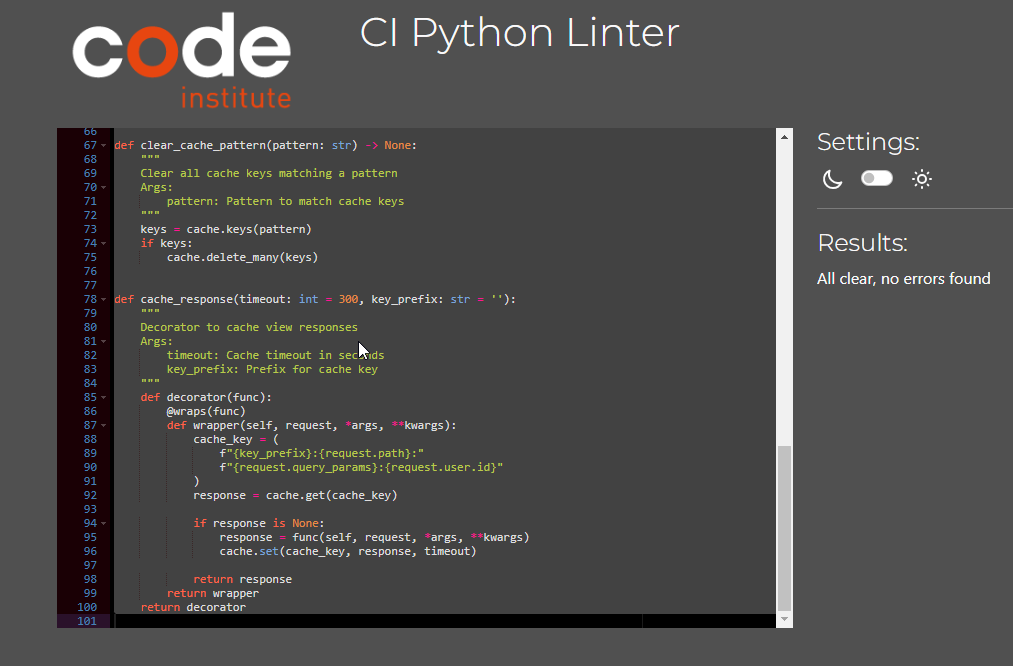 code
institute
CI Python Linter
66
67 def clear_cache_pattern(pattern: str) -> None:
68 """
69 Clear all cache keys matching a pattern
70 Args:
71 pattern: Pattern to match cache keys
72 """
73 keys = cache.keys(pattern)
74 if keys:
75 cache.delete_many(keys)
76
77
78 def cache_response(timeout: int = 300, key_prefix: str = ''):
79 """
80 Decorator to cache view responses
81 Args:
82 timeout: Cache timeout in seconds
83 key_prefix: Prefix for cache key
84 """
85 def decorator(func):
86 @wraps(func)
87 def wrapper(self, request, *args, **kwargs):
88 cache_key = (
89 f"{key_prefix}:{request.path}:"
90 f"{request.query_params}:{request.user.id}"
91 )
92 response = cache.get(cache_key)
93
94 if response is None:
95 response = func(self, request, *args, **kwargs)
96 cache.set(cache_key, response, timeout)
97
98 return response
99 return wrapper
100 return decorator
101
Settings:
Results:
All clear, no errors found